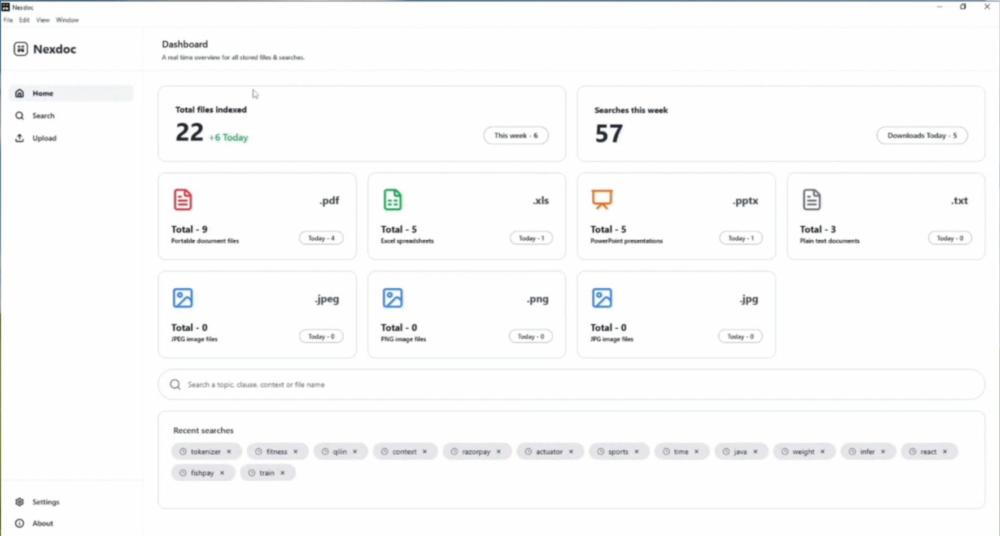 Nexdoc
File Edit View Window
Nexdoc
Dashboard
A real time overview for all stored files & searches.
Home
Search
Upload
Total files indexed
22 +6 Today
This week - 6
Searches this week
57
Downloads Today - 5
.pdf
Total - 9
Portable document files
Today - 4
.xls
Total - 5
Excel spreadsheets
Today - 1
.pptx
Total - 5
PowerPoint presentations
Today - 1
.txt
Total - 3
Plain text documents
Today - 0
.jpeg
Total - 0
JPEG image files
Today - 0
.png
Total - 0
PNG image files
Today - 0
.jpg
Total - 0
JPG image files
Today - 0
Search a topic, clause, context or file name
Recent searches
tokenizer × fitness × qilin × context × razorpay × actuator × sports × time × java × weight × infer × react ×
fishpay × train ×
Settings
About